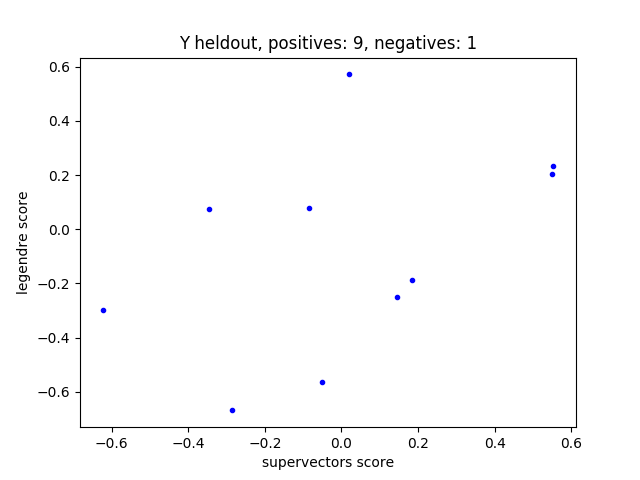 Y heldout, positives: 9, negatives: 1
legendre score
0.6
0.4
0.2
0.0
−0.2
−0.4
−0.6
−0.6 −0.4 −0.2 0.0 0.2 0.4 0.6
supervectors score